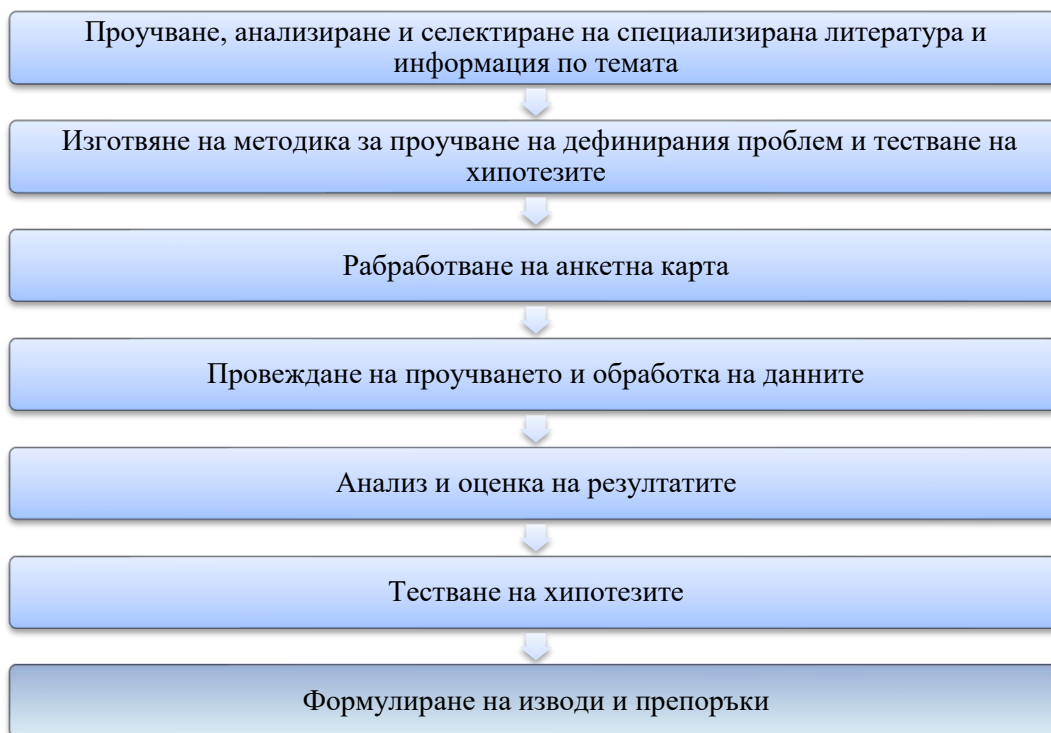 Проучване, анализиране и селектиране на специализирана литература и
информация по темата
Изготвяне на методика за проучване на дефинирания проблем и тестване на
хипотезите
Рабработване на анкетна карта
Провеждане на проучването и обработка на данните
Анализ и оценка на резултатите
Тестване на хипотезите
Формулиране на изводи и препоръки